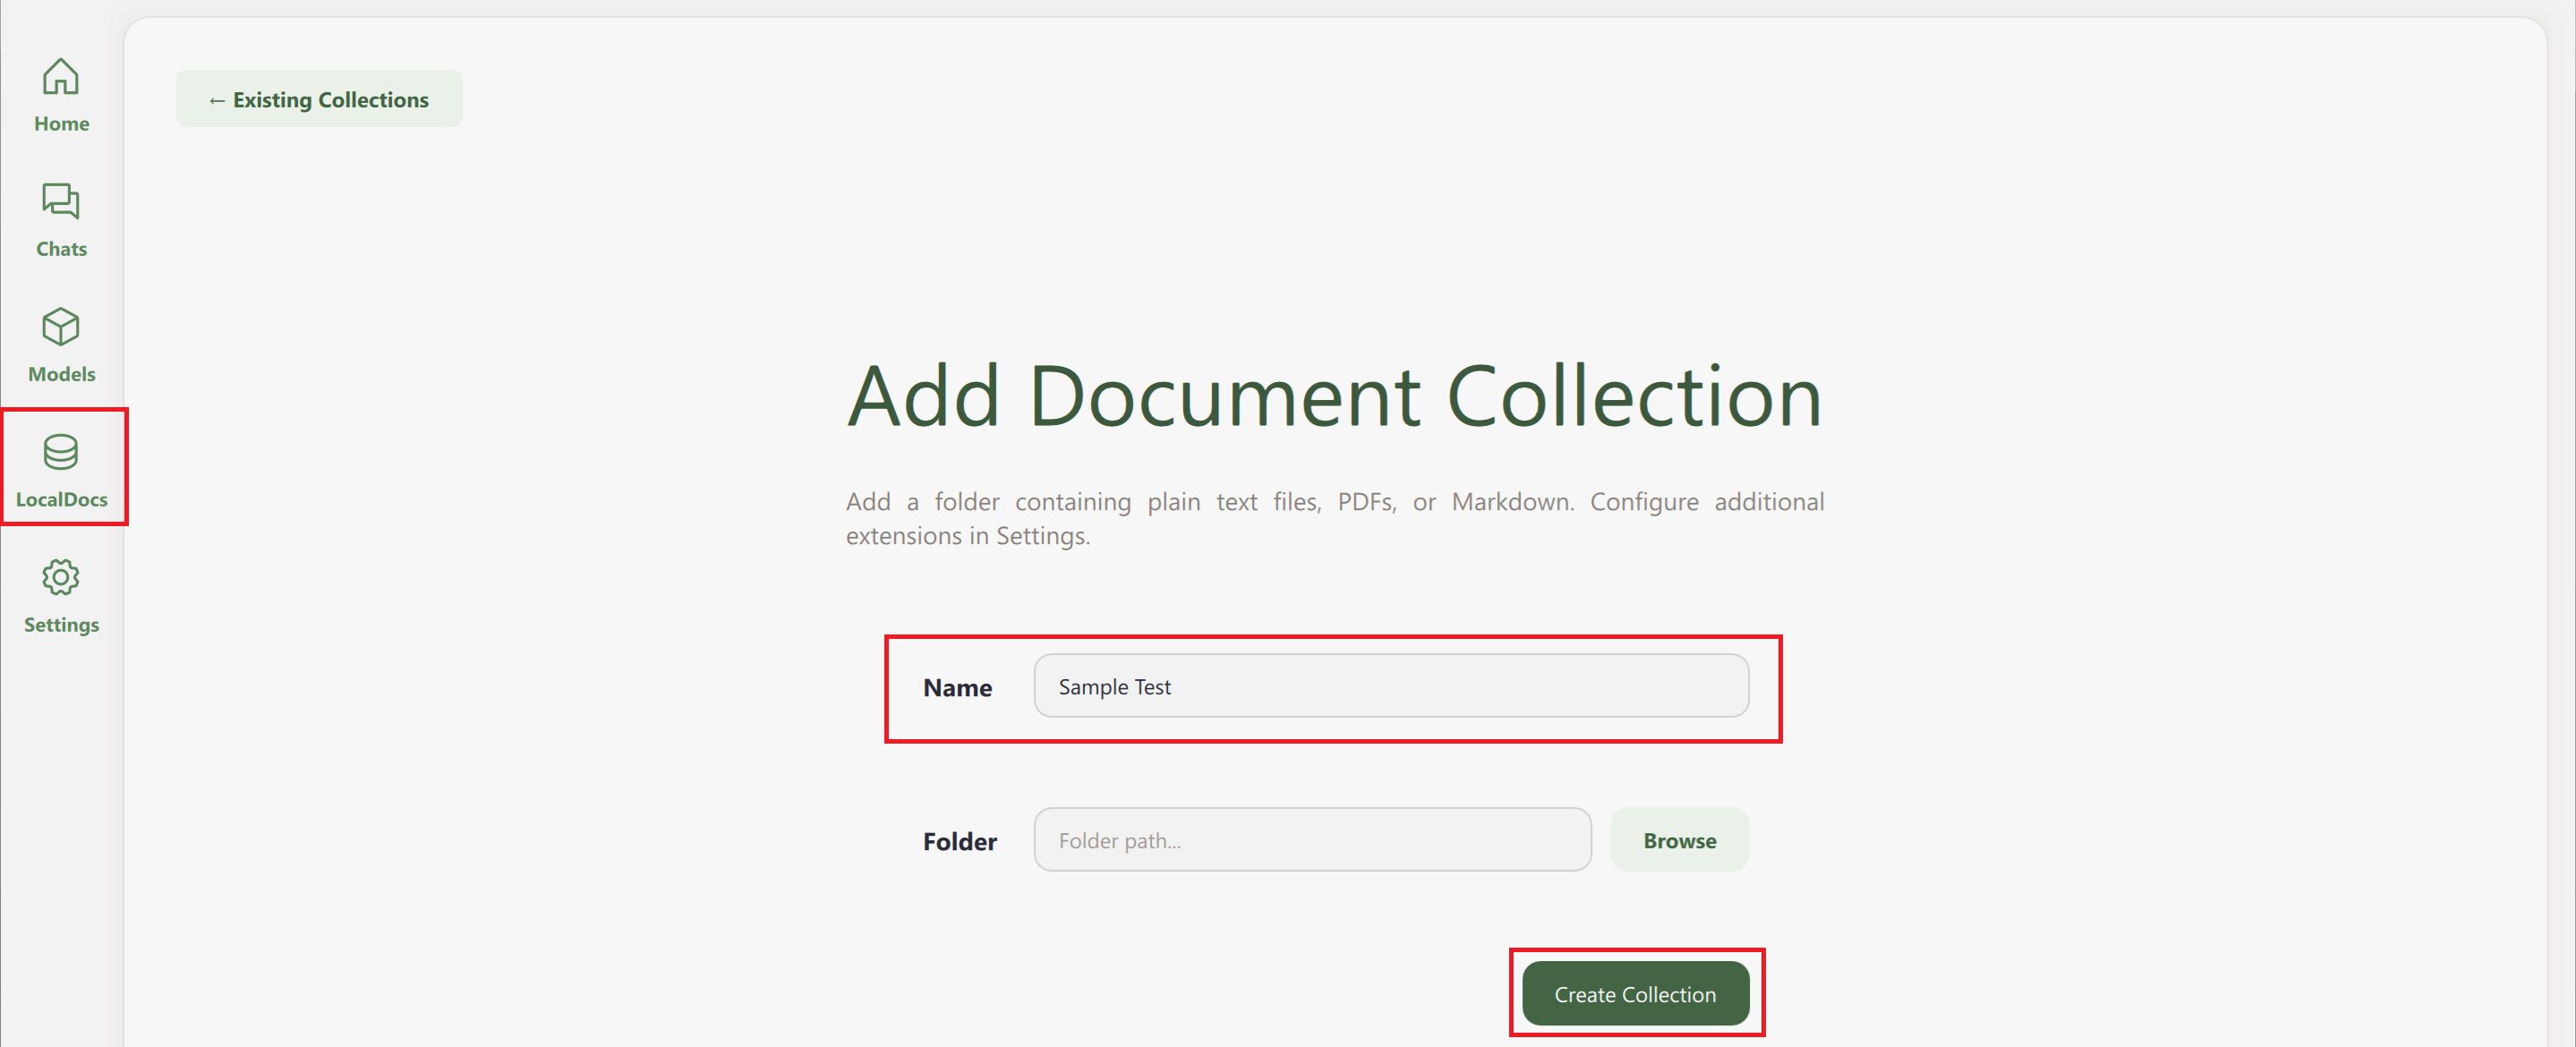 Home
Chats
Models
LocalDocs
Settings
← Existing Collections
Add Document Collection
Add a folder containing plain text files, PDFs, or Markdown. Configure additional
extensions in Settings.
Name
Sample Test
Folder
Folder path...
Browse
Create Collection